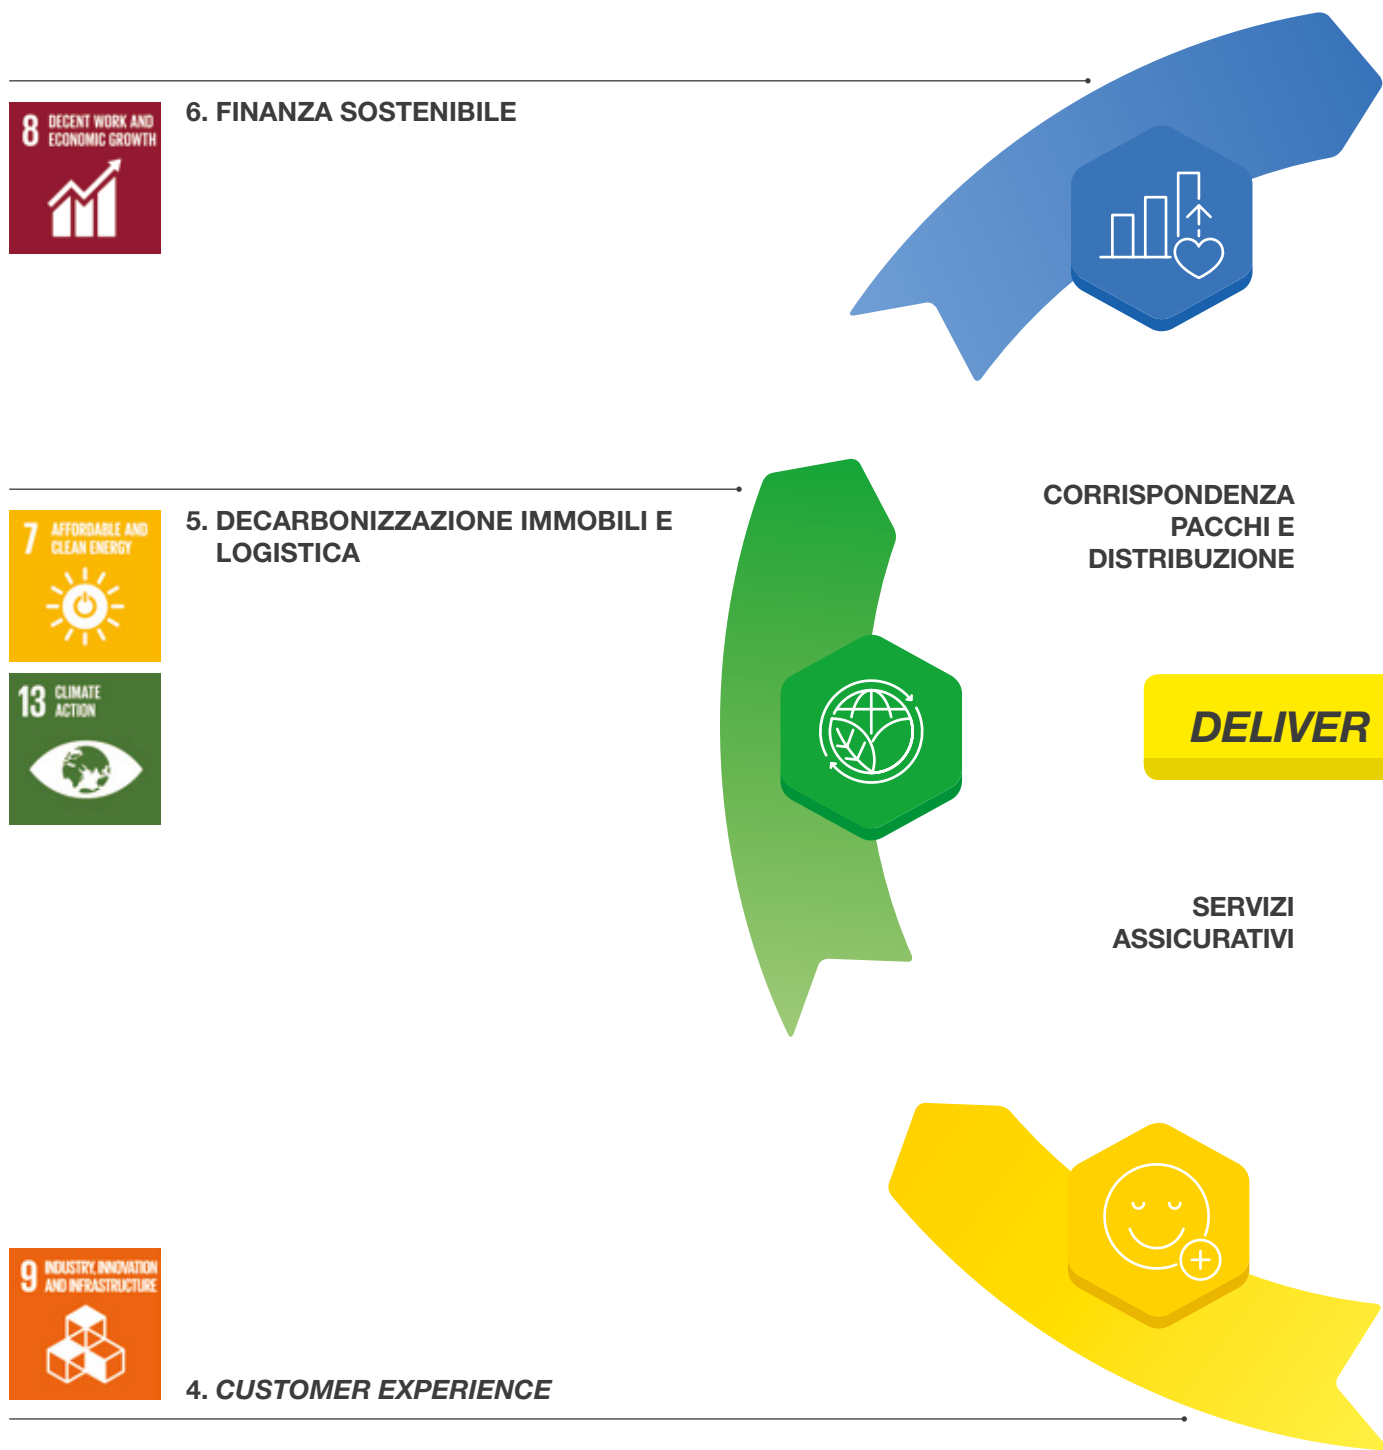 6. FINANZA SOSTENIBILE
8 DECENT WORK AND
ECONOMIC GROWTH
5. DECARBONIZZAZIONE IMMOBILI E
LOGISTICA
7 AFFORDABLE AND
CLEAN ENERGY
13 CLIMATE
ACTION
CORRISPONDENZA
PACCHI E
DISTRIBUZIONE
DELIVER
SERVIZI
ASSICURATIVI
9 INDUSTRY, INNOVATION
AND INFRASTRUCTURE
4. CUSTOMER EXPERIENCE